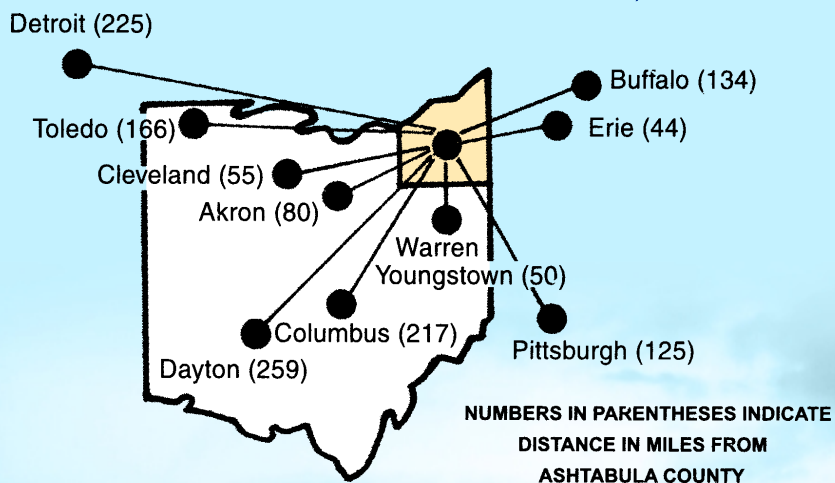 Detroit (225)
Buffalo (134)
Toledo (166)
Erie (44)
Cleveland (55)
Akron (80)
Warren
Youngstown (50)
Columbus (217)
Pittsburgh (125)
Dayton (259)
NUMBERS IN PARENTHESES INDICATE
DISTANCE IN MILES FROM
ASHTABULA COUNTY